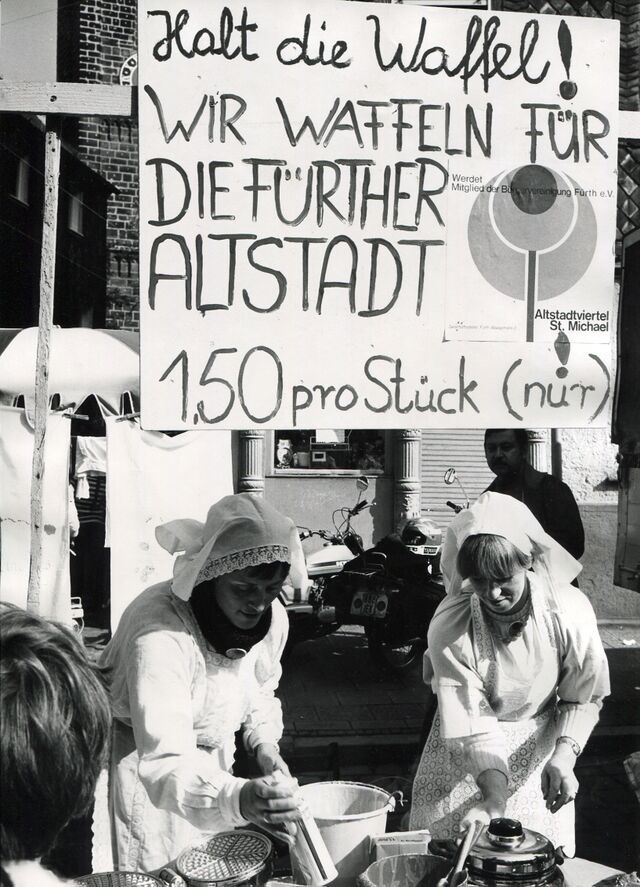 Halt die Waffel!
WIR WAFFELN FÜR
DIE FÜRTHER
ALTSTADT
Werdet
Mitglied der Bürgervereinigung Fürth e.V.
Altstadtviertel
St. Michael
1,50 pro Stück (nur!)